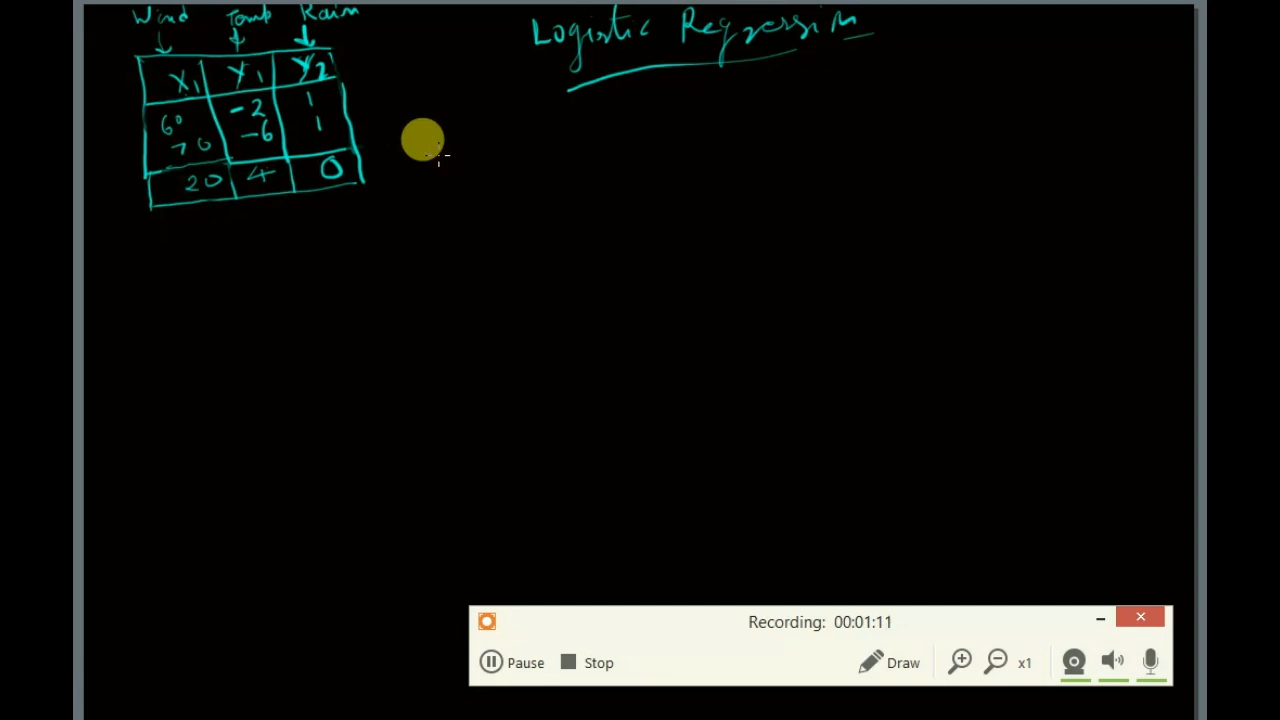 Wind Temp Rain
Logistic Regression
X1 Y1 Y2
60 -2 1
70 -6 1
20 4 0
Recording: 00:01:11
Pause Stop Draw x1